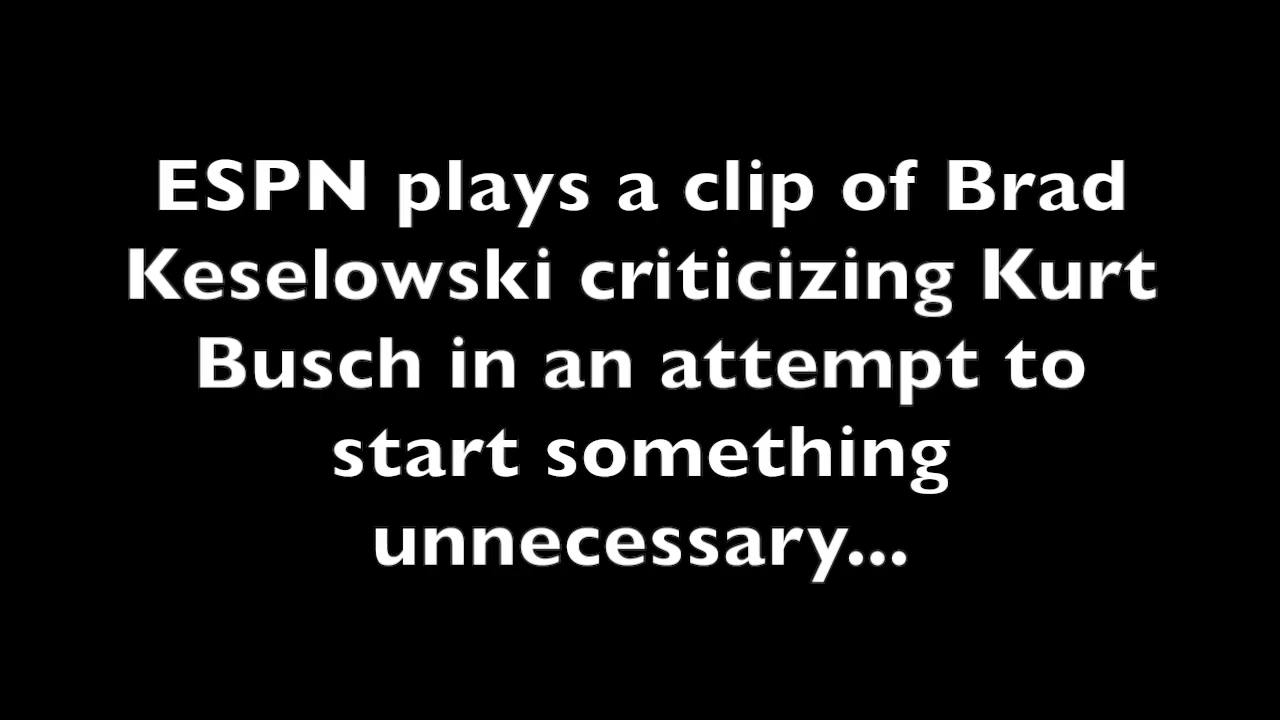 ESPN plays a clip of Brad
Keselowski criticizing Kurt
Busch in an attempt to
start something
unnecessary...